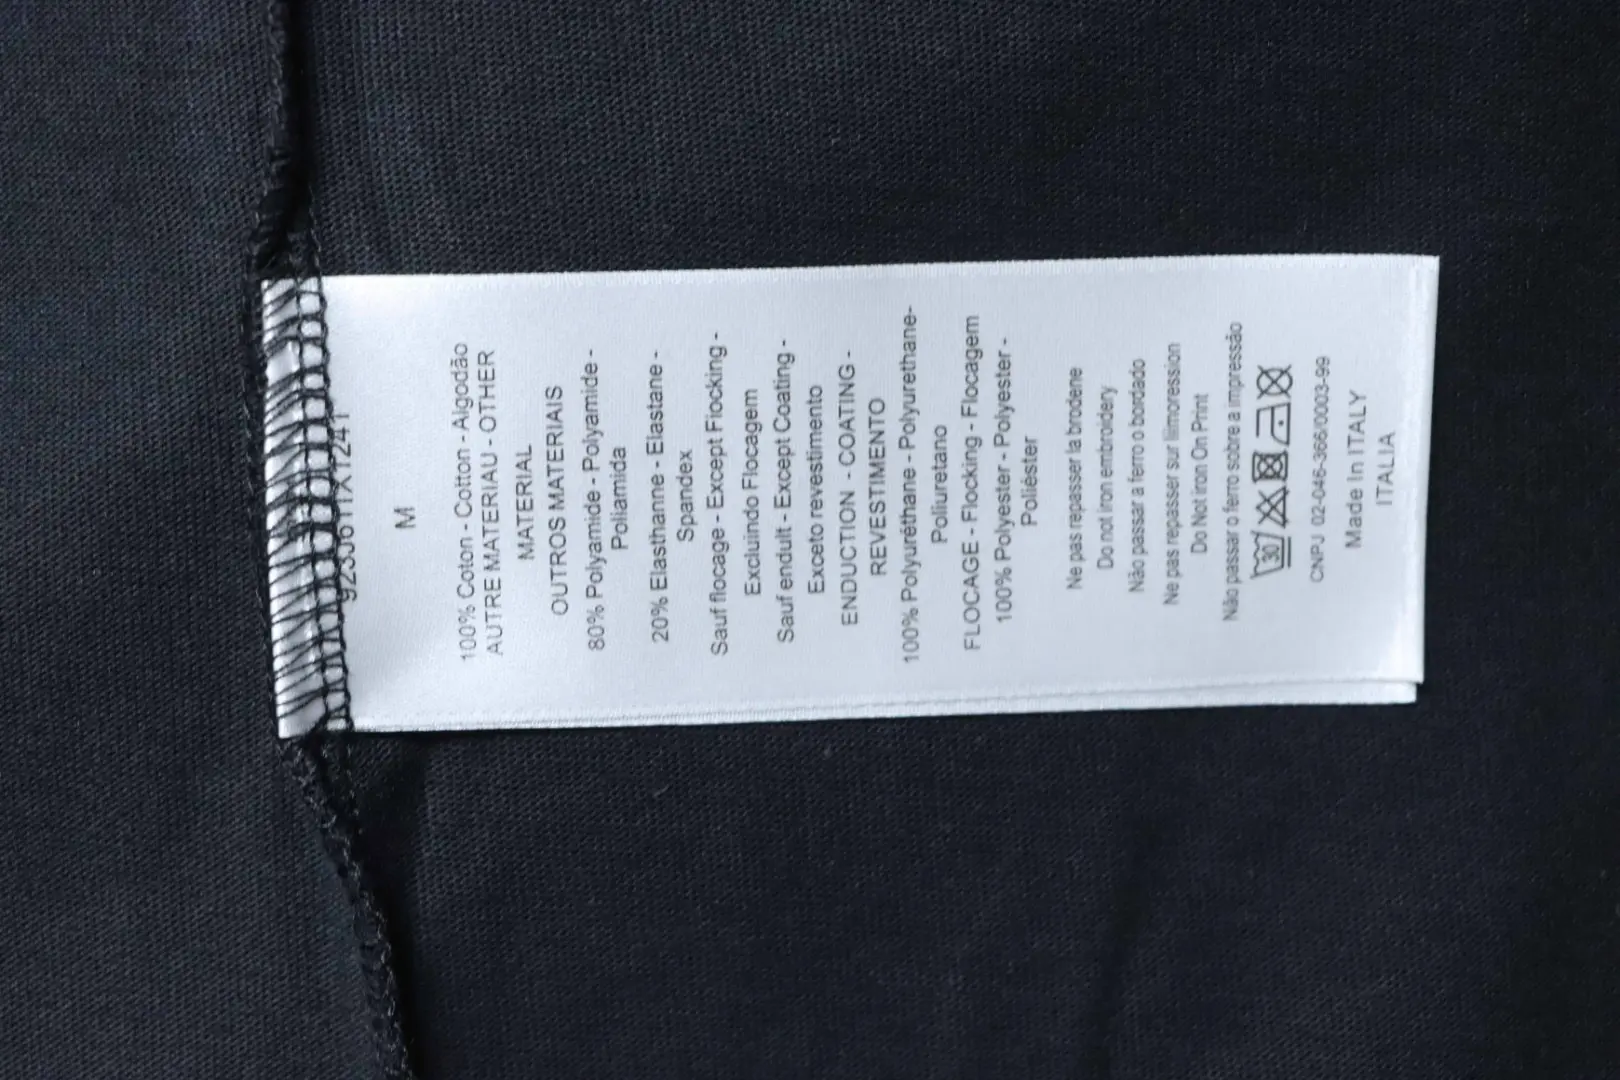 M
100% Coton - Cotton - Algodão
AUTRE MATERIAU - OTHER
MATERIAL
OUTROS MATERIAIS
80% Polyamide - Polyamide -
Poliamida
20% Elasthanne - Elastane -
Spandex
Sauf flocage - Except Flocking -
Excluindo Flocagem
Sauf enduit - Except Coating -
Exceto revestimento
ENDUCTION - COATING -
REVESTIMENTO
100% Polyuréthane - Polyurethane-
Poliuretano
FLOCAGE - Flocking - Flocagem
100% Polyester - Polyester -
Poliéster
Ne pas repasser la broderie
Do not iron embroidery
Não passar a ferro o bordado
Ne pas repasser sur limoression
Do Not iron On Print
Não passar o ferro sobre a impressão
30
CNPJ 02-046-366/0003-99
Made In ITALY
ITALIA